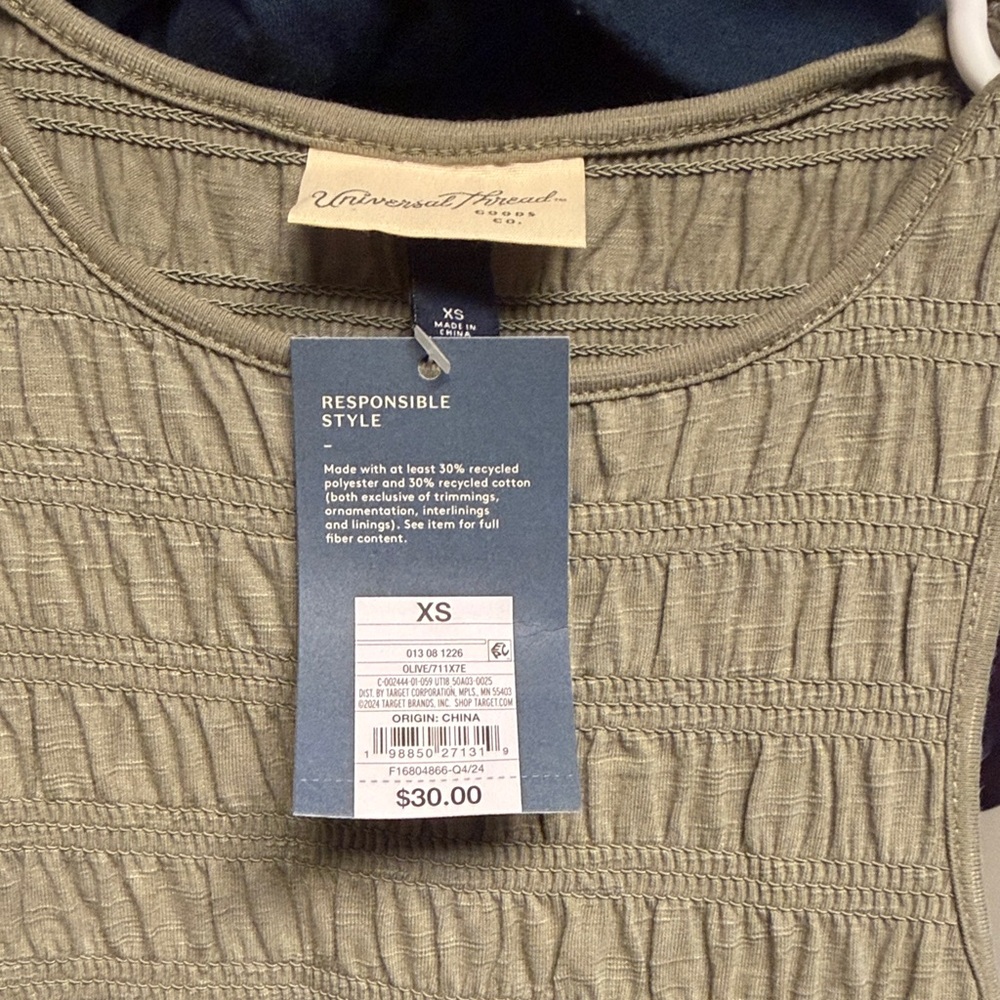 Universal Thread™
GOODS
CO.
XS
MADE IN
CHINA
RESPONSIBLE
STYLE
–
Made with at least 30% recycled
polyester and 30% recycled cotton
(both exclusive of trimmings,
ornamentation, interlinings
and linings). See item for full
fiber content.
XS
013 08 1226
OLIVE/711X7E
C-002444-01-059 UT18 50A03-0025
DIST. BY TARGET CORPORATION, MPLS., MN 55403
©2024 TARGET BRANDS, INC. SHOP TARGET.COM
ORIGIN: CHINA
1 98850 27131 9
F16804866-Q4/24
$30.00